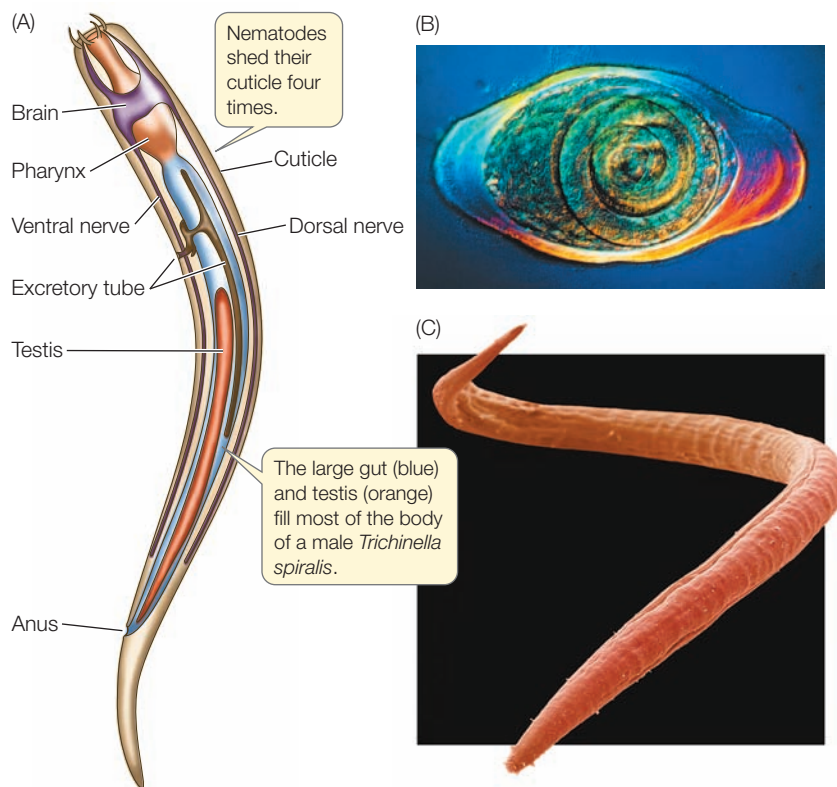 (A)
Nematodes
shed their
cuticle four
times.
Brain
Pharynx
Cuticle
Ventral nerve
Dorsal nerve
Excretory tube
Testis
The large gut (blue)
and testis (orange)
fill most of the body
of a male Trichinella
spiralis.
Anus
(B)
(C)